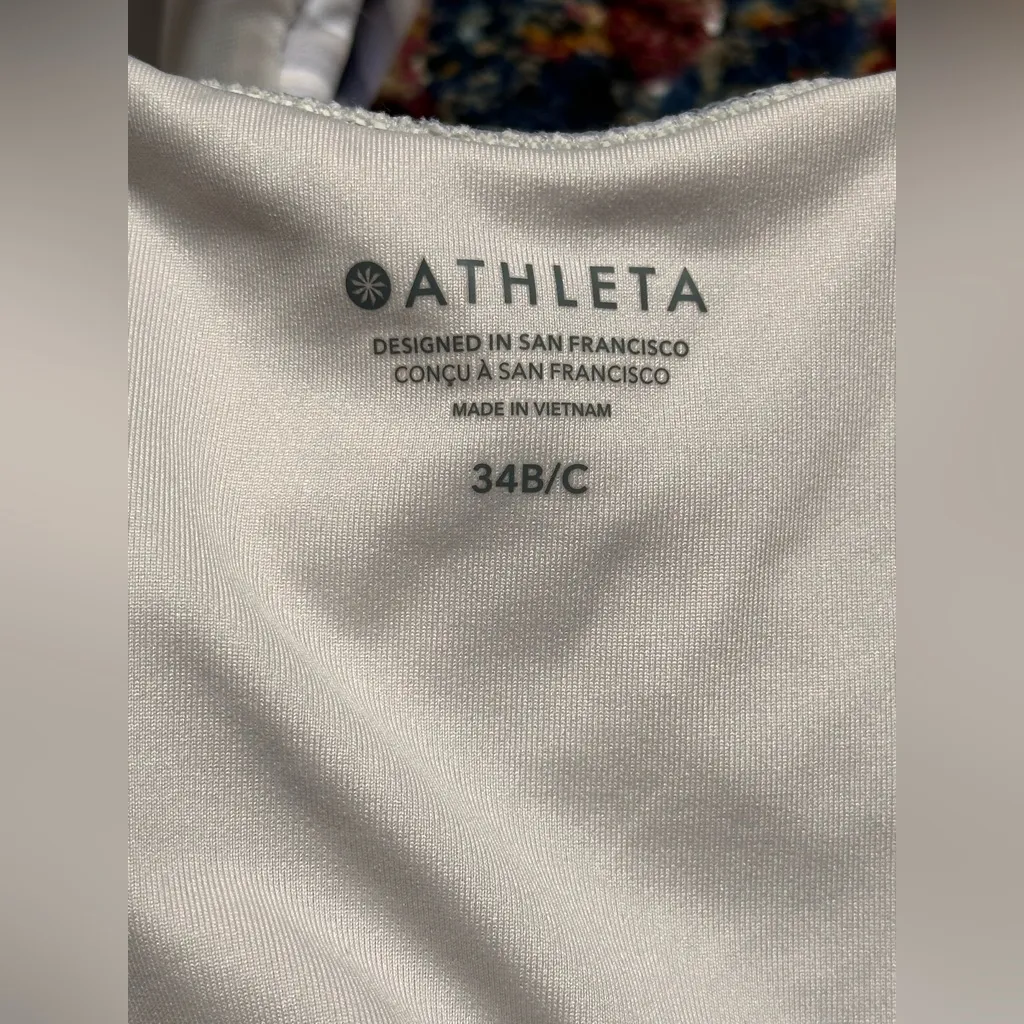 ATHLETA
DESIGNED IN SAN FRANCISCO
CONÇU À SAN FRANCISCO
MADE IN VIETNAM
34B/C